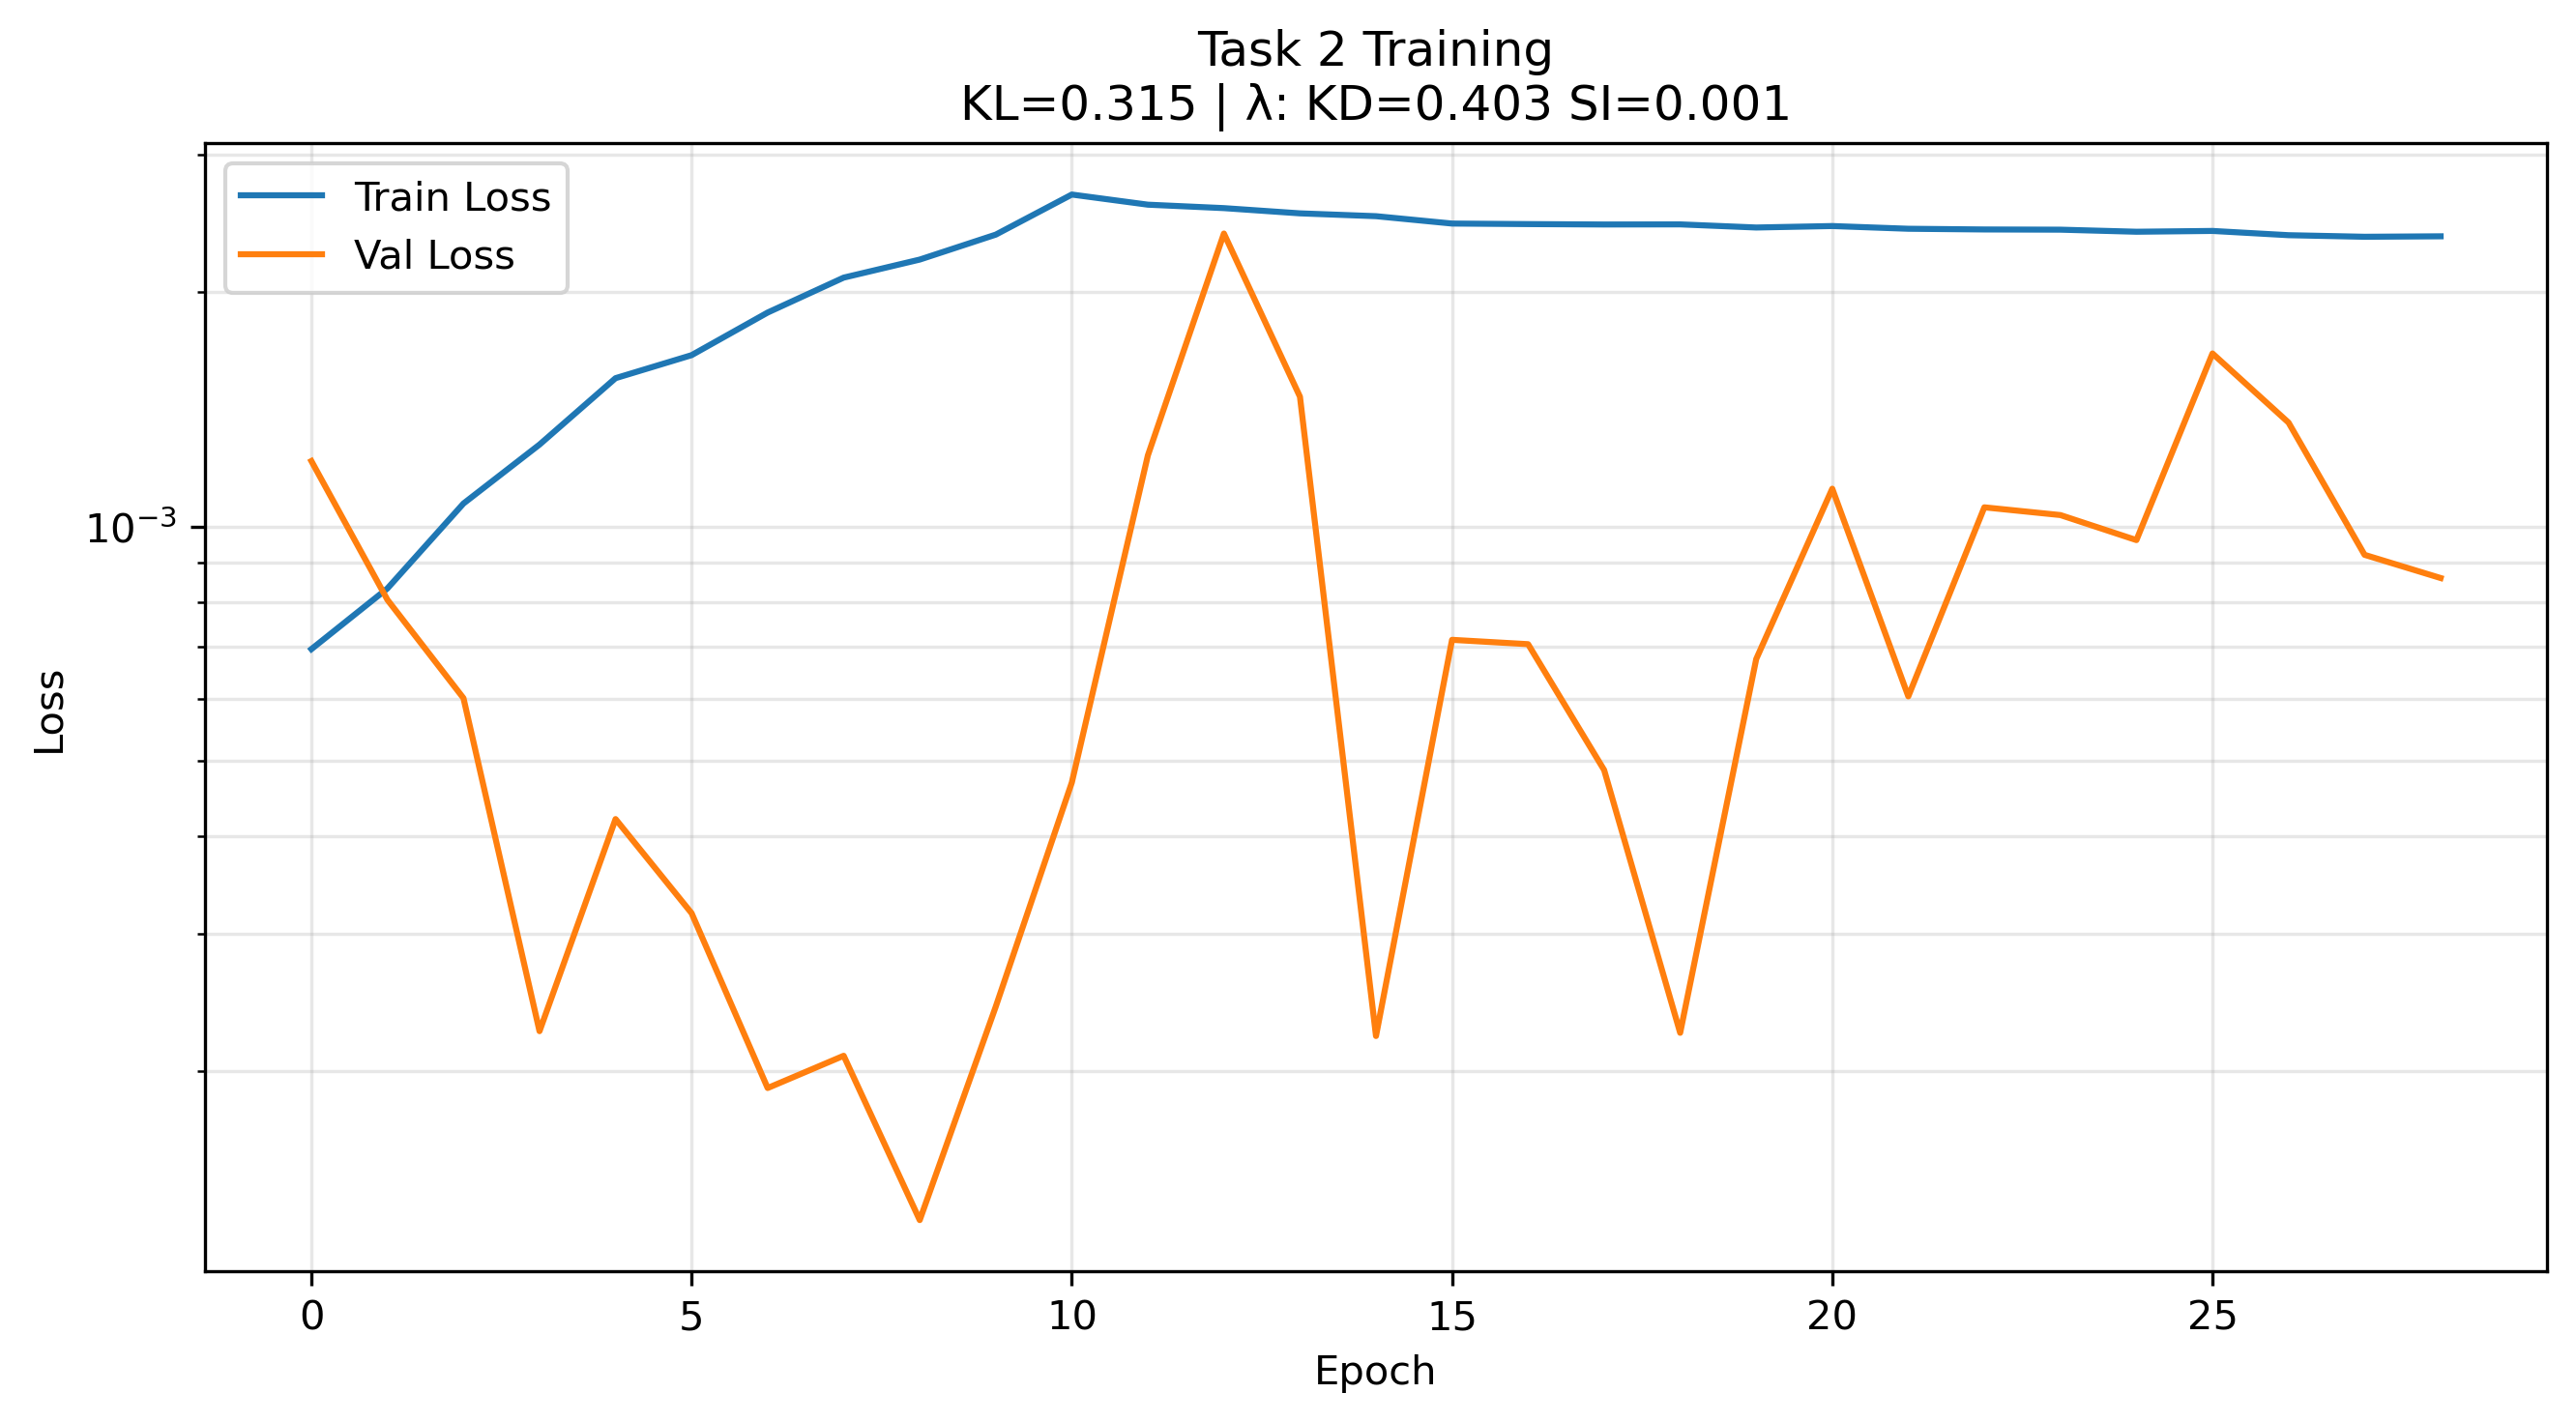 Task 2 Training
KL=0.315 | λ: KD=0.403 SI=0.001
Train Loss
Val Loss
10⁻³
Loss
0 5 10 15 20 25
Epoch